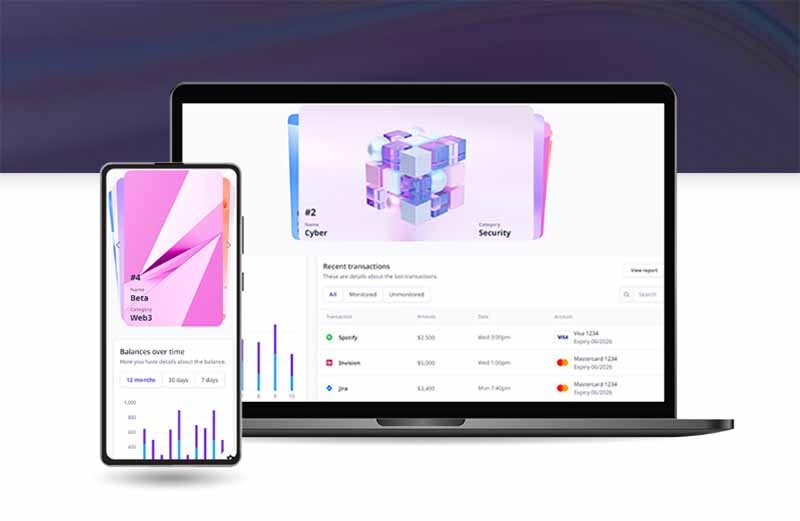 #2
Name
Cyber
Category
Security
Recent transactions
These are details about the last transactions.
View report
All
Monitored
Unmonitored
Search
Transaction
Amounts
Date
Account
Spotify
$2,500
Wed 3:00pm
VISA
Visa 1234
Expiry 06/2026
Invision
$5,000
Wed 1:00pm
Mastercard 1234
Expiry 06/2026
Jira
$3,400
Mon 7:40pm
Mastercard 1234
Expiry 06/2026
6
7
8
9
10
#4
Name
Beta
Category
Web3
Balances over time
Here you have details about the balance.
12 months
30 days
7 days
1,000
800
600
400